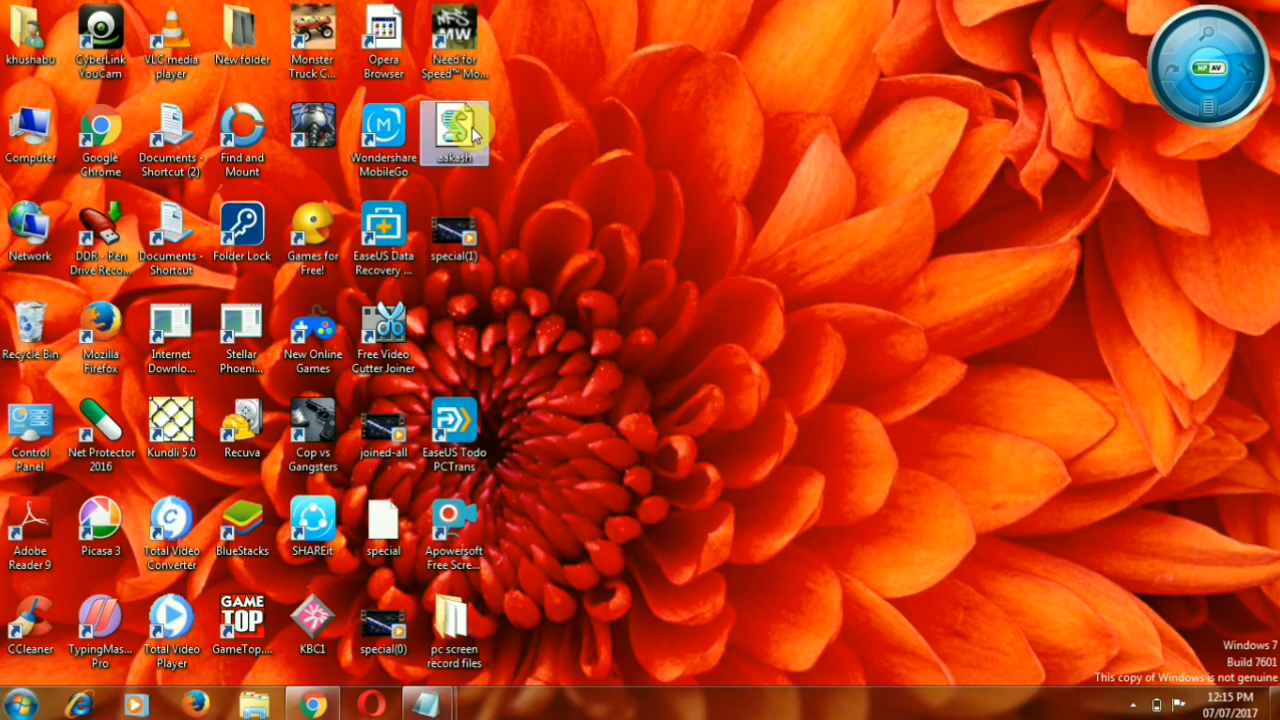 khushabu
CyberLink
YouCam
VLC media
player
New folder
Monster
Truck C...
Opera
Browser
NFS
MW
Need for
Speed™ Mo...
Computer
Google
Chrome
Documents -
Shortcut (2)
Find and
Mount
M
Wondershare
MobileGo
aakash
Network
DDR - Pen
Drive Reco...
Documents -
Shortcut
Folder Lock
Games for
Free!
EaseUS Data
Recovery ...
special(1)
Recycle Bin
Mozilla
Firefox
Internet
Downlo...
Stellar
Phoeni...
New Online
Games
Free Video
Cutter Joiner
Control
Panel
Net Protector
2016
Kundli 5.0
Recuva
Cop vs
Gangsters
joined-all
EaseUS Todo
PCTrans
Adobe
Reader 9
Picasa 3
Total Video
Converter
BlueStacks
SHAREit
special
Apowersoft
Free Scre...
CCleaner
TypingMas...
Pro
Total Video
Player
GAME
TOP
GameTop....
KBC1
special(0)
pc screen
record files
NP AV
Windows 7
Build 7601
This copy of Windows is not genuine
12:15 PM
07/07/2017